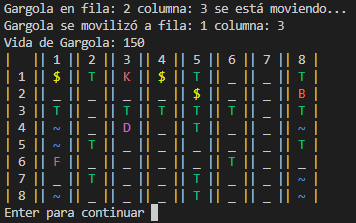 Gargola en fila: 2 columna: 3 se está moviendo...
Gargola se movilizó a fila: 1 columna: 3
Vida de Gargola: 150
|   || 1 || 2 || 3 || 4 || 5 || 6 || 7 || 8 |
| 1 || $ || T || K || $ || T || _ || _ || T |
| 2 || _ || _ || _ || _ || $ || _ || _ || B |
| 3 || T || _ || T || T || T || T || _ || T |
| 4 || ~ || _ || D || _ || T || _ || _ || ~ |
| 5 || ~ || T || _ || _ || _ || _ || _ || T |
| 6 || F || _ || _ || _ || _ || T || _ || _ |
| 7 || _ || T || _ || _ || T || _ || _ || ~ |
| 8 || _ || _ || _ || _ || T || _ || _ || ~ |
Enter para continuar